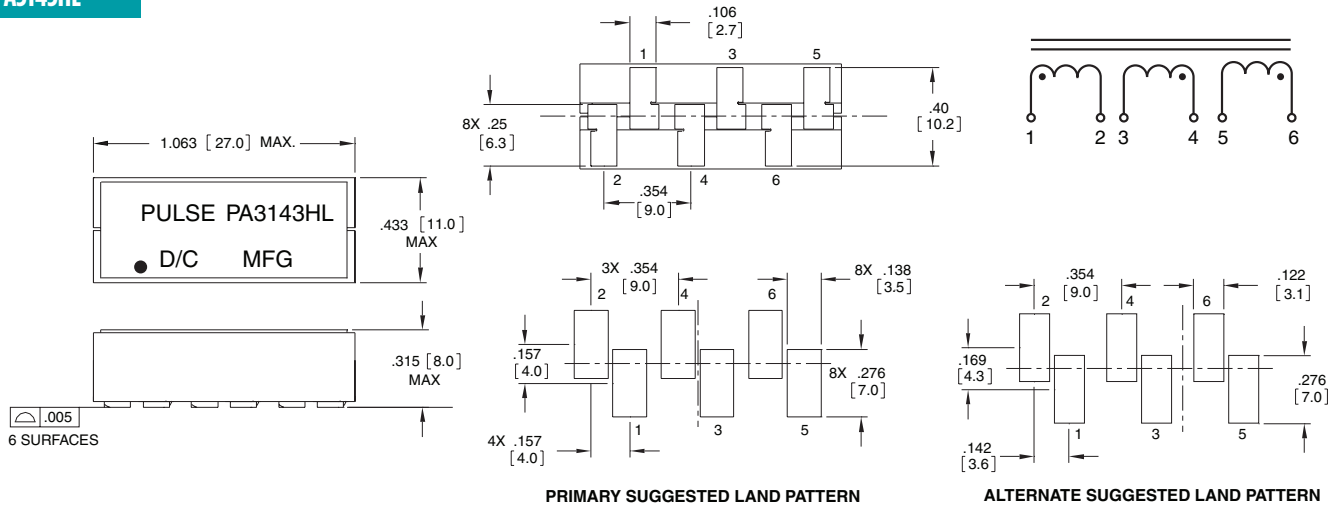 1.063 [ 27.0 ] MAX.
PULSE PA3143HL
D/C MFG
.433 [ 11.0 ]
MAX
.315 [ 8.0 ]
MAX
.005
6 SURFACES
.106
[ 2.7 ]
1 3 5
8X .25
[ 6.3 ]
.40
[ 10.2 ]
2 4 6
.354
[ 9.0 ]
1 2 3 4 5 6
3X .354
[ 9.0 ]
8X .138
[ 3.5 ]
2 4 6
.157
[ 4.0 ]
8X .276
[ 7.0 ]
1 3 5
4X .157
[ 4.0 ]
PRIMARY SUGGESTED LAND PATTERN
.354
[ 9.0 ]
.122
[ 3.1 ]
2 4 6
.169
[ 4.3 ]
.276
[ 7.0 ]
1 3 5
.142
[ 3.6 ]
ALTERNATE SUGGESTED LAND PATTERN